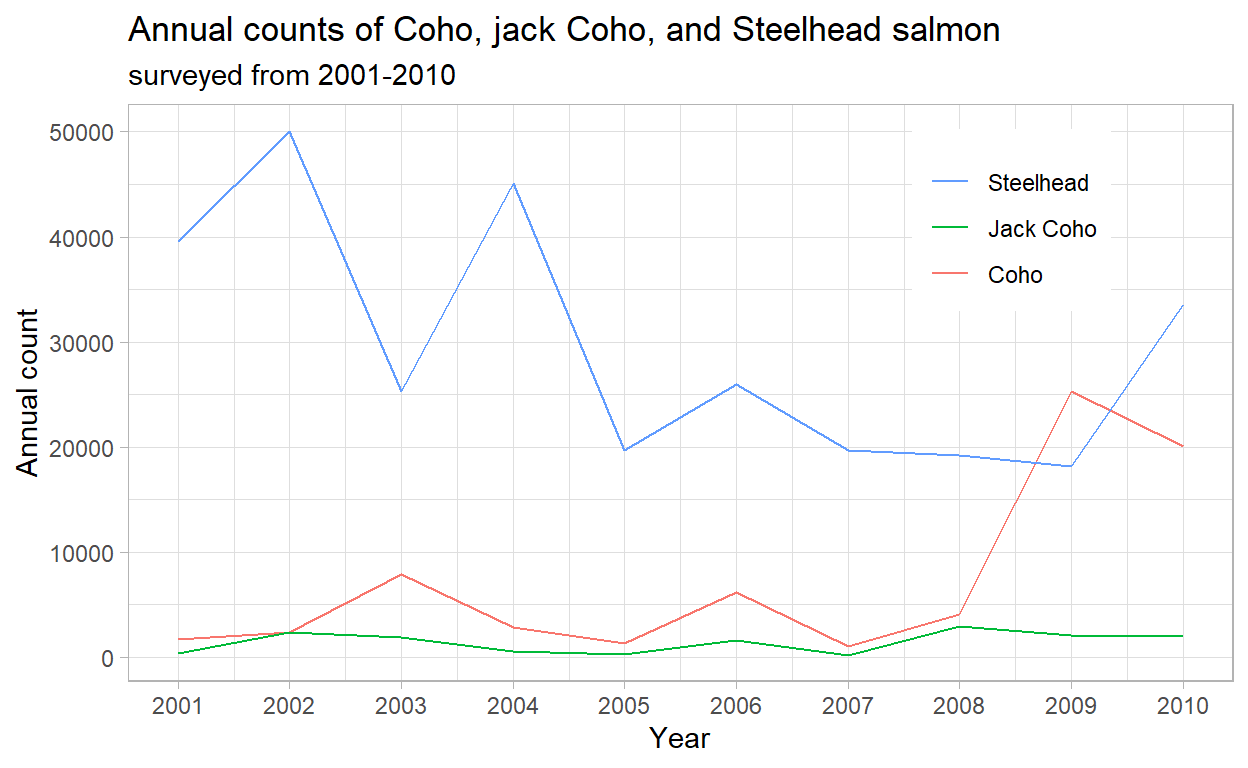 Annual counts of Coho, jack Coho, and Steelhead salmon
surveyed from 2001-2010
50000
40000
30000
20000
10000
0
Annual count
Steelhead
Jack Coho
Coho
2001 2002 2003 2004 2005 2006 2007 2008 2009 2010
Year